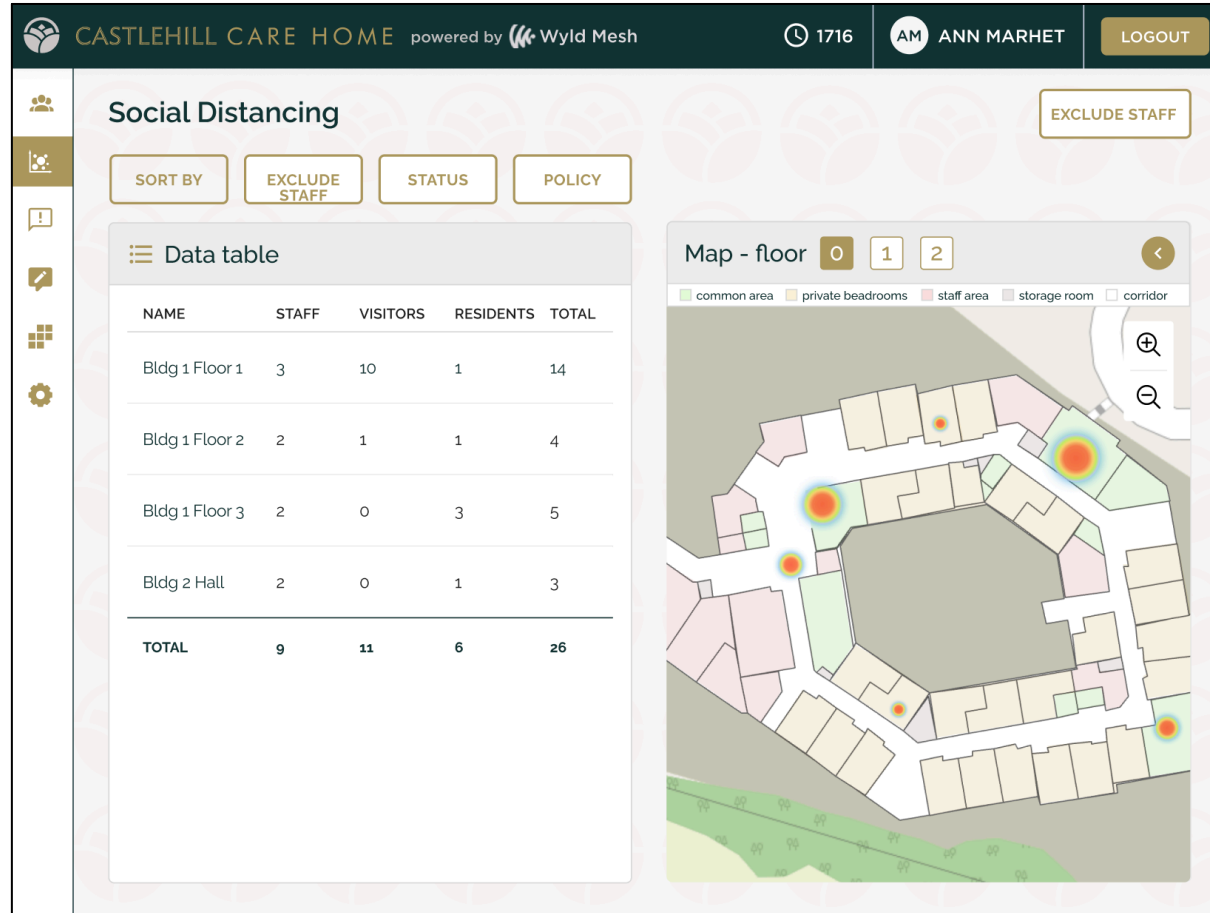 CASTLEHILL CARE HOME powered by Wyld Mesh 1716 AM ANN MARHET LOGOUT
Social Distancing
EXCLUDE STAFF
SORT BY
EXCLUDE
STAFF
STATUS
POLICY
Data table
NAME STAFF VISITORS RESIDENTS TOTAL
Bldg 1 Floor 1 3 10 1 14
Bldg 1 Floor 2 2 1 1 4
Bldg 1 Floor 3 2 0 3 5
Bldg 2 Hall 2 0 1 3
TOTAL 9 11 6 26
Map - floor 0 1 2
common area private beadrooms staff area storage room corridor